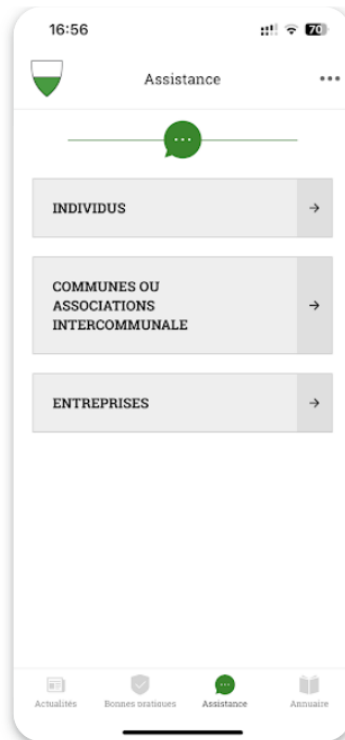 16:56
70
Assistance
INDIVIDUS
COMMUNES OU
ASSOCIATIONS
INTERCOMMUNALE
ENTREPRISES
Actualités Bonnes pratiques Assistance Annuaire